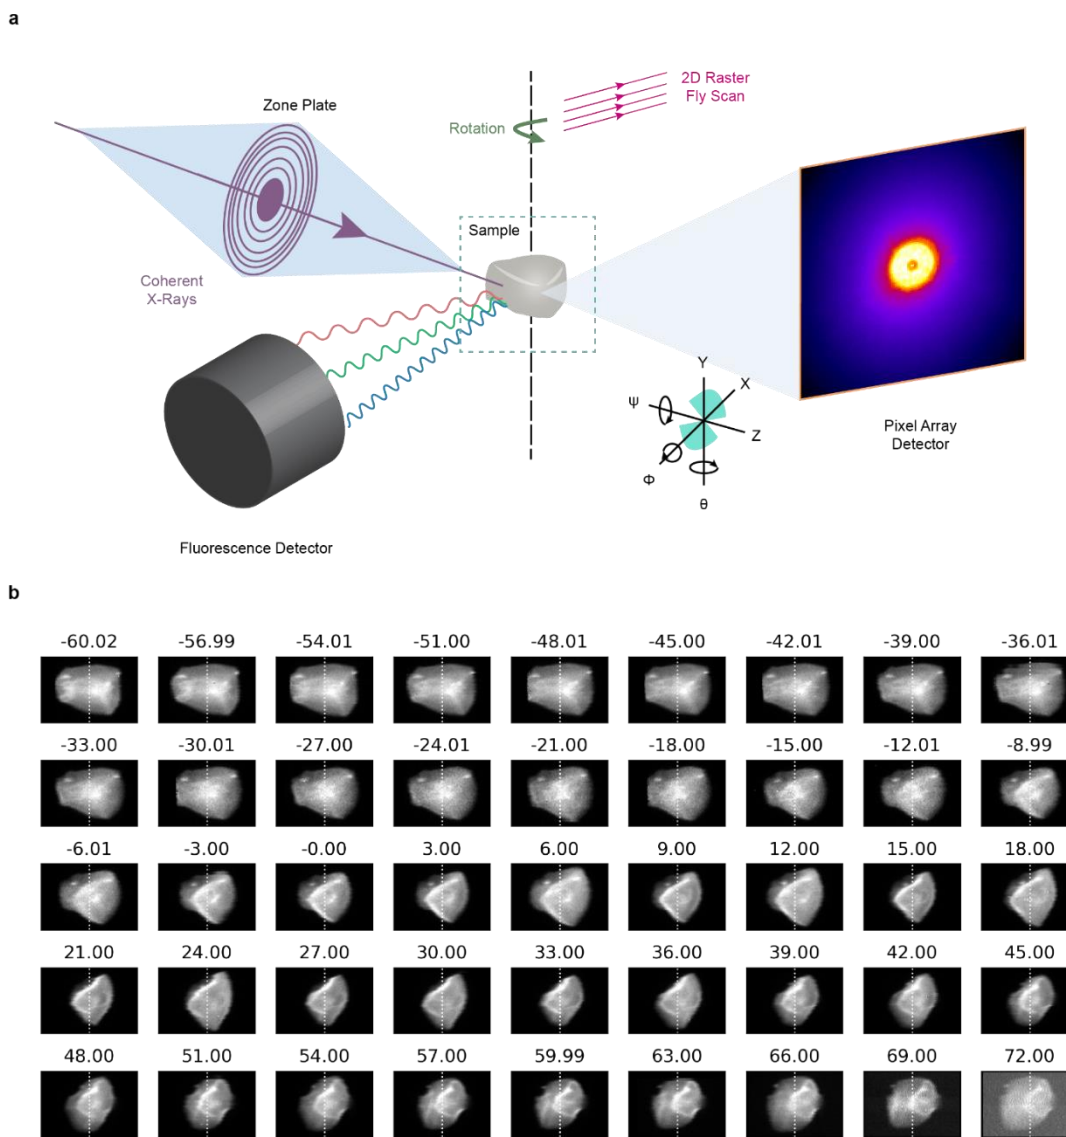 a
Zone Plate
2D Raster
Fly Scan
Rotation
Sample
Coherent
X-Rays
Y
X
Ψ
Z
Φ
θ
Pixel Array
Detector
Fluorescence Detector
b
-60.02 -56.99 -54.01 -51.00 -48.01 -45.00 -42.01 -39.00 -36.01
-33.00 -30.01 -27.00 -24.01 -21.00 -18.00 -15.00 -12.01 -8.99
-6.01 -3.00 -0.00 3.00 6.00 9.00 12.00 15.00 18.00
21.00 24.00 27.00 30.00 33.00 36.00 39.00 42.00 45.00
48.00 51.00 54.00 57.00 59.99 63.00 66.00 69.00 72.00